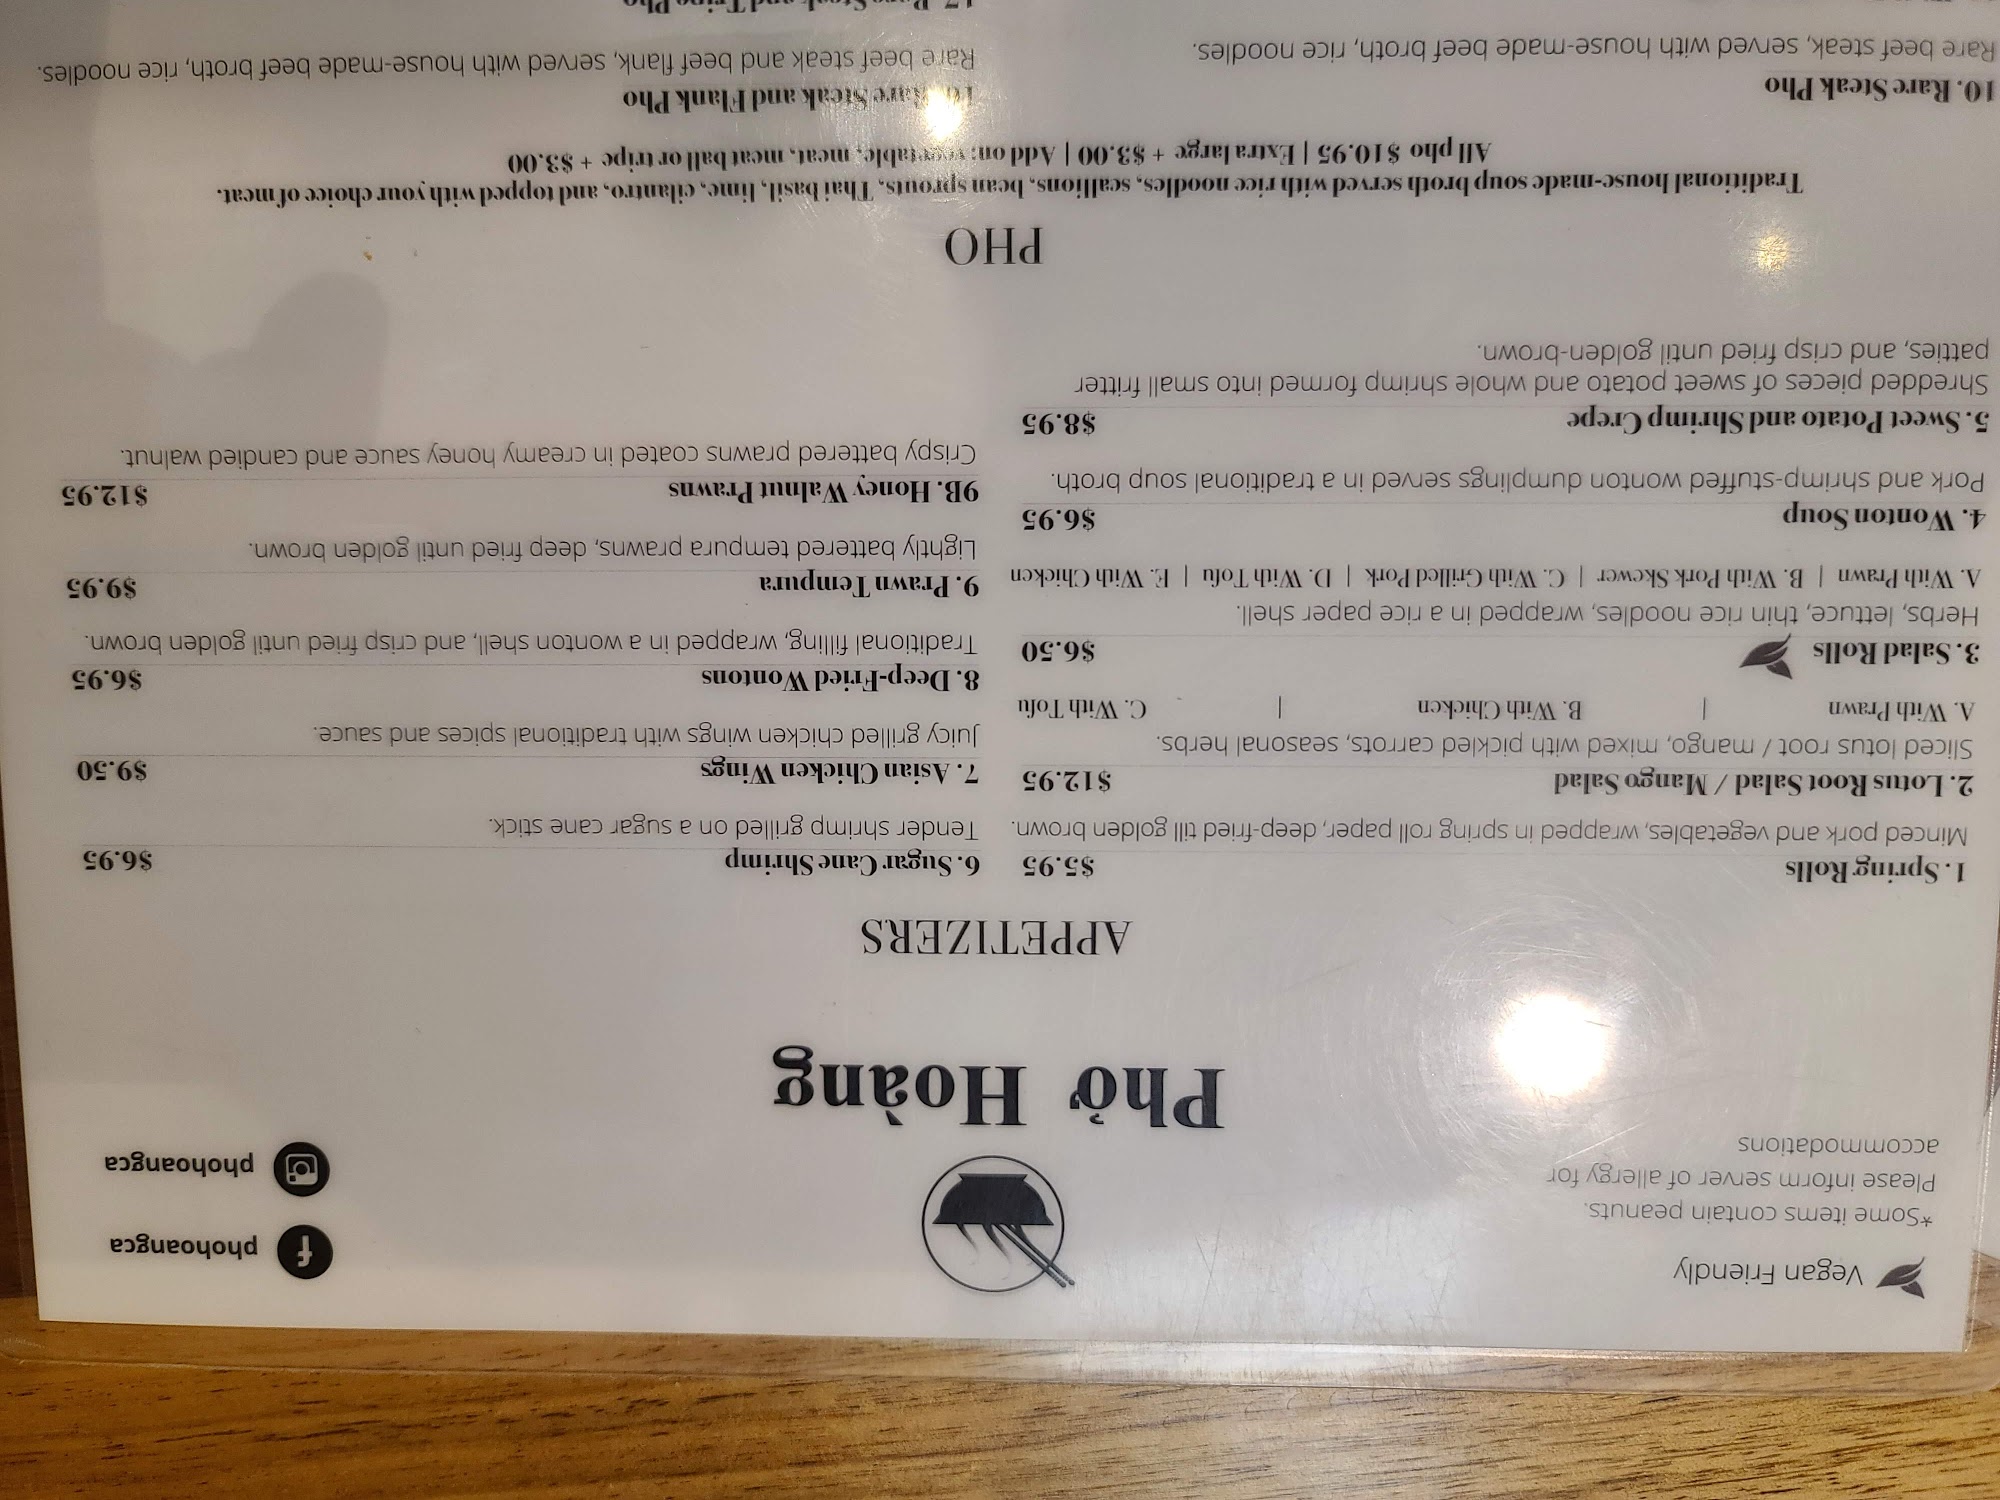 Vegan Friendly
*Some items contain peanuts.
Please inform server of allergy for
accommodations
phohoangca
phohoangca
Phở Hoàng
APPETIZERS
1. Spring Rolls $5.95
Minced pork and vegetables, wrapped in spring roll paper, deep-fried till golden brown.
2. Lotus Root Salad / Mango Salad $12.95
Sliced lotus root / mango, mixed with pickled carrots, seasonal herbs.
A. With Prawn | B. With Chicken | C. With Tofu
3. Salad Rolls $6.50
Herbs, lettuce, thin rice noodles, wrapped in a rice paper shell.
A. With Prawn | B. With Pork Skewer | C. With Grilled Pork | D. With Tofu | E. With Chicken
4. Wonton Soup $6.95
Pork and shrimp-stuffed wonton dumplings served in a traditional soup broth.
5. Sweet Potato and Shrimp Crepe $8.95
Shredded pieces of sweet potato and whole shrimp formed into small fritter
patties, and crisp fried until golden-brown.
6. Sugar Cane Shrimp $6.95
Tender shrimp grilled on a sugar cane stick.
7. Asian Chicken Wings $9.50
Juicy grilled chicken wings with traditional spices and sauce.
8. Deep-Fried Wontons $6.95
Traditional filling, wrapped in a wonton shell, and crisp fried until golden brown.
9. Prawn Tempura $9.95
Lightly battered tempura prawns, deep fried until golden brown.
9B. Honey Walnut Prawns $12.95
Crispy battered prawns coated in creamy honey sauce and candied walnut.
PHO
Traditional house-made soup broth served with rice noodles, scallions, bean sprouts, Thai basil, lime, cilantro, and topped with your choice of meat.
All pho $10.95 | Extra large + $3.00 | Add on: vegetable, meat, meat ball or tripe + $3.00
10. Rare Steak Pho
Rare beef steak, served with house-made beef broth, rice noodles.
Rare Steak and Flank Pho
Rare beef steak and beef flank, served with house-made beef broth, rice noodles.
17. Rare Steak and Tripe Pho